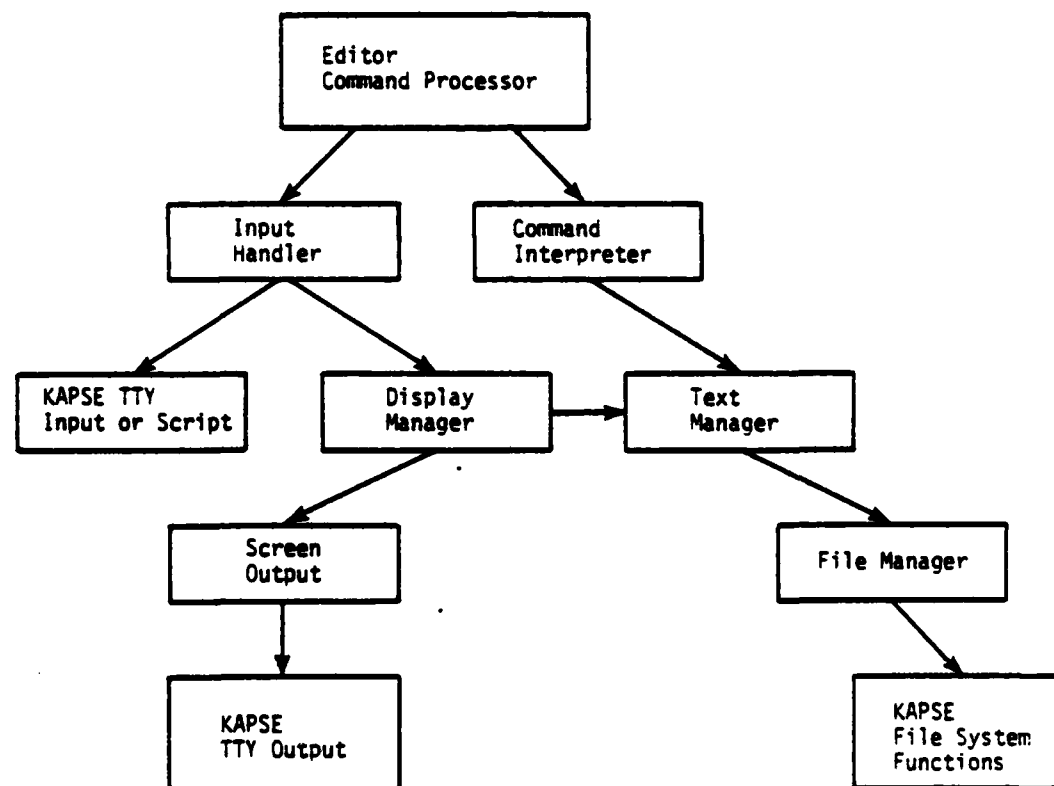 Editor
Command Processor
Input
Handler
Command
Interpreter
KAPSE TTY
Input or Script
Display
Manager
Text
Manager
Screen
Output
File Manager
KAPSE
TTY Output
KAPSE
File System
Functions